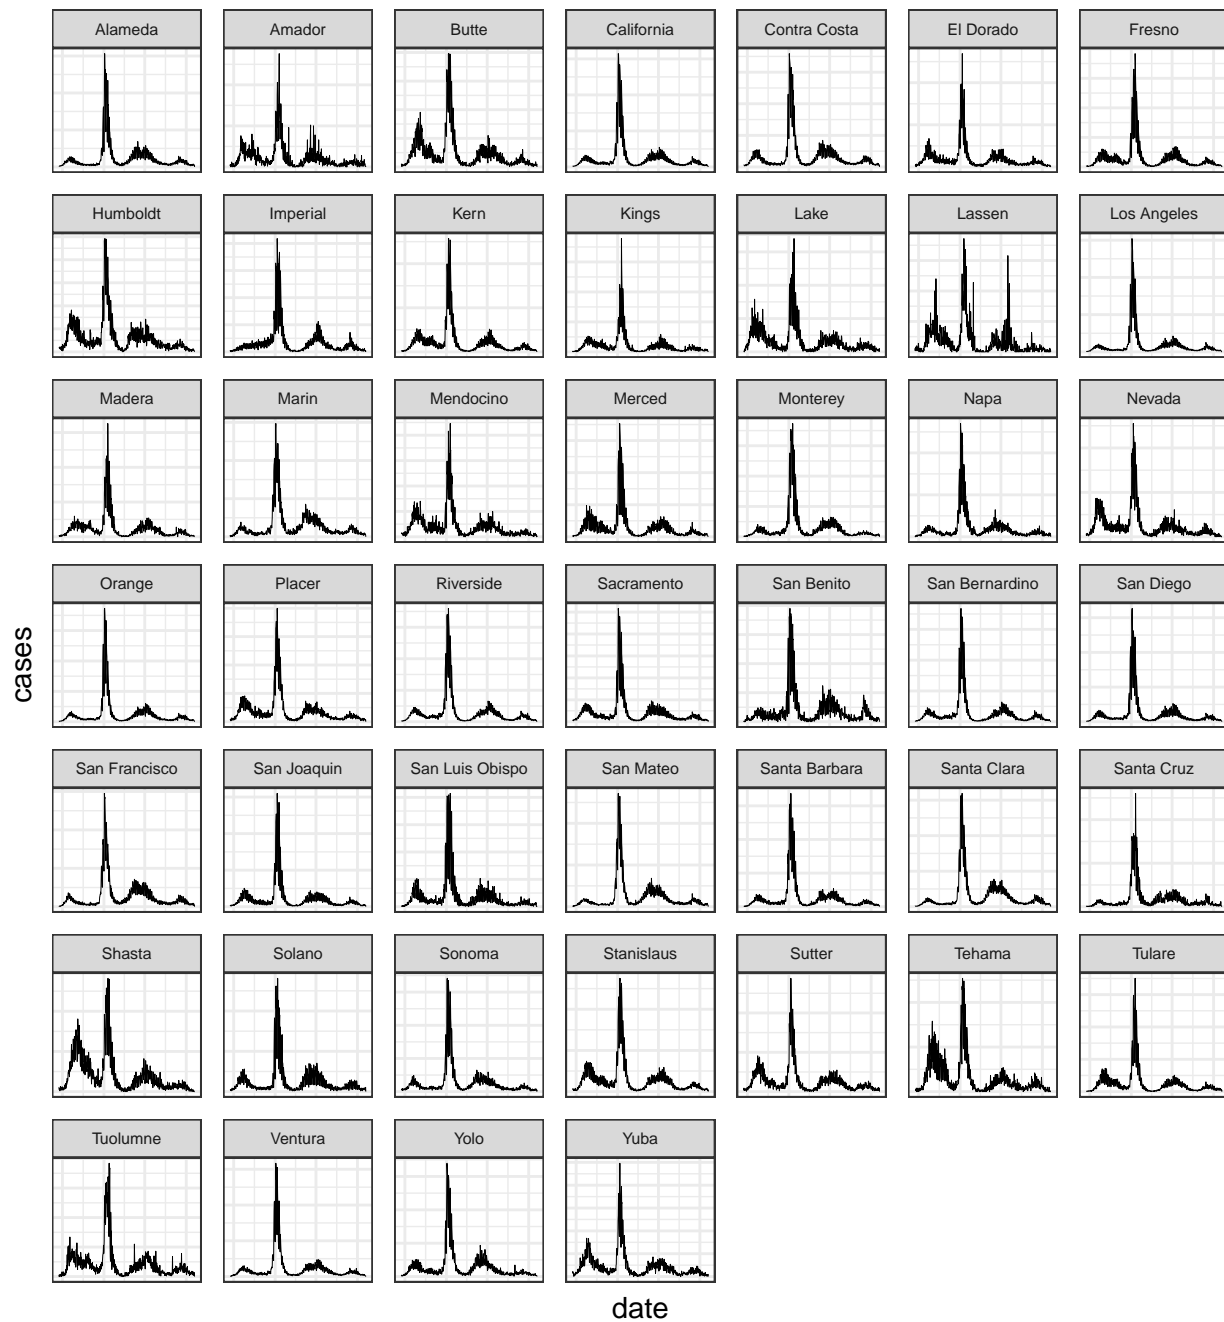 Alameda Amador Butte California Contra Costa El Dorado Fresno
Humboldt Imperial Kern Kings Lake Lassen Los Angeles
Madera Marin Mendocino Merced Monterey Napa Nevada
Orange Placer Riverside Sacramento San Benito San Bernardino San Diego
cases
San Francisco San Joaquin San Luis Obispo San Mateo Santa Barbara Santa Clara Santa Cruz
Shasta Solano Sonoma Stanislaus Sutter Tehama Tulare
Tuolumne Ventura Yolo Yuba
date